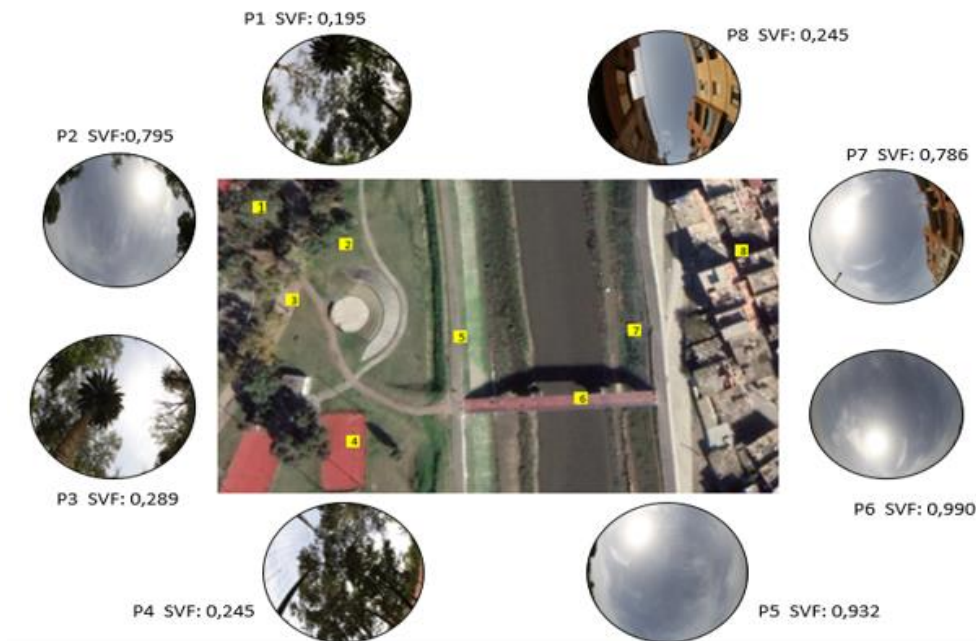 P1 SVF: 0,195
P8 SVF: 0,245
P2 SVF:0,795
P7 SVF: 0,786
1
2
8
3
5
7
6
4
P3 SVF: 0,289
P6 SVF: 0,990
P4 SVF: 0,245
P5 SVF: 0,932